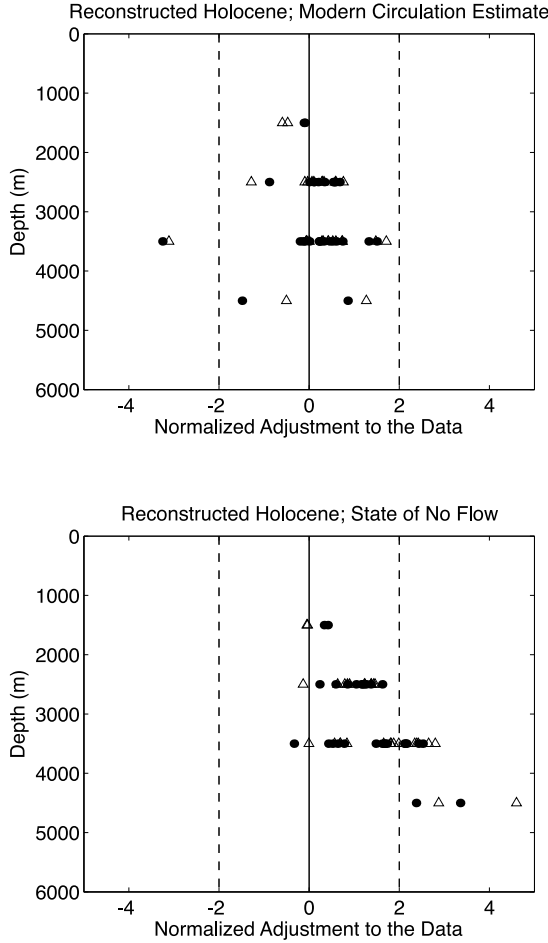 Reconstructed Holocene; Modern Circulation Estimate
0
1000
2000
3000
4000
5000
6000
Depth (m)
-4 -2 0 2 4
Normalized Adjustment to the Data
Reconstructed Holocene; State of No Flow
0
1000
2000
3000
4000
5000
6000
Depth (m)
-4 -2 0 2 4
Normalized Adjustment to the Data